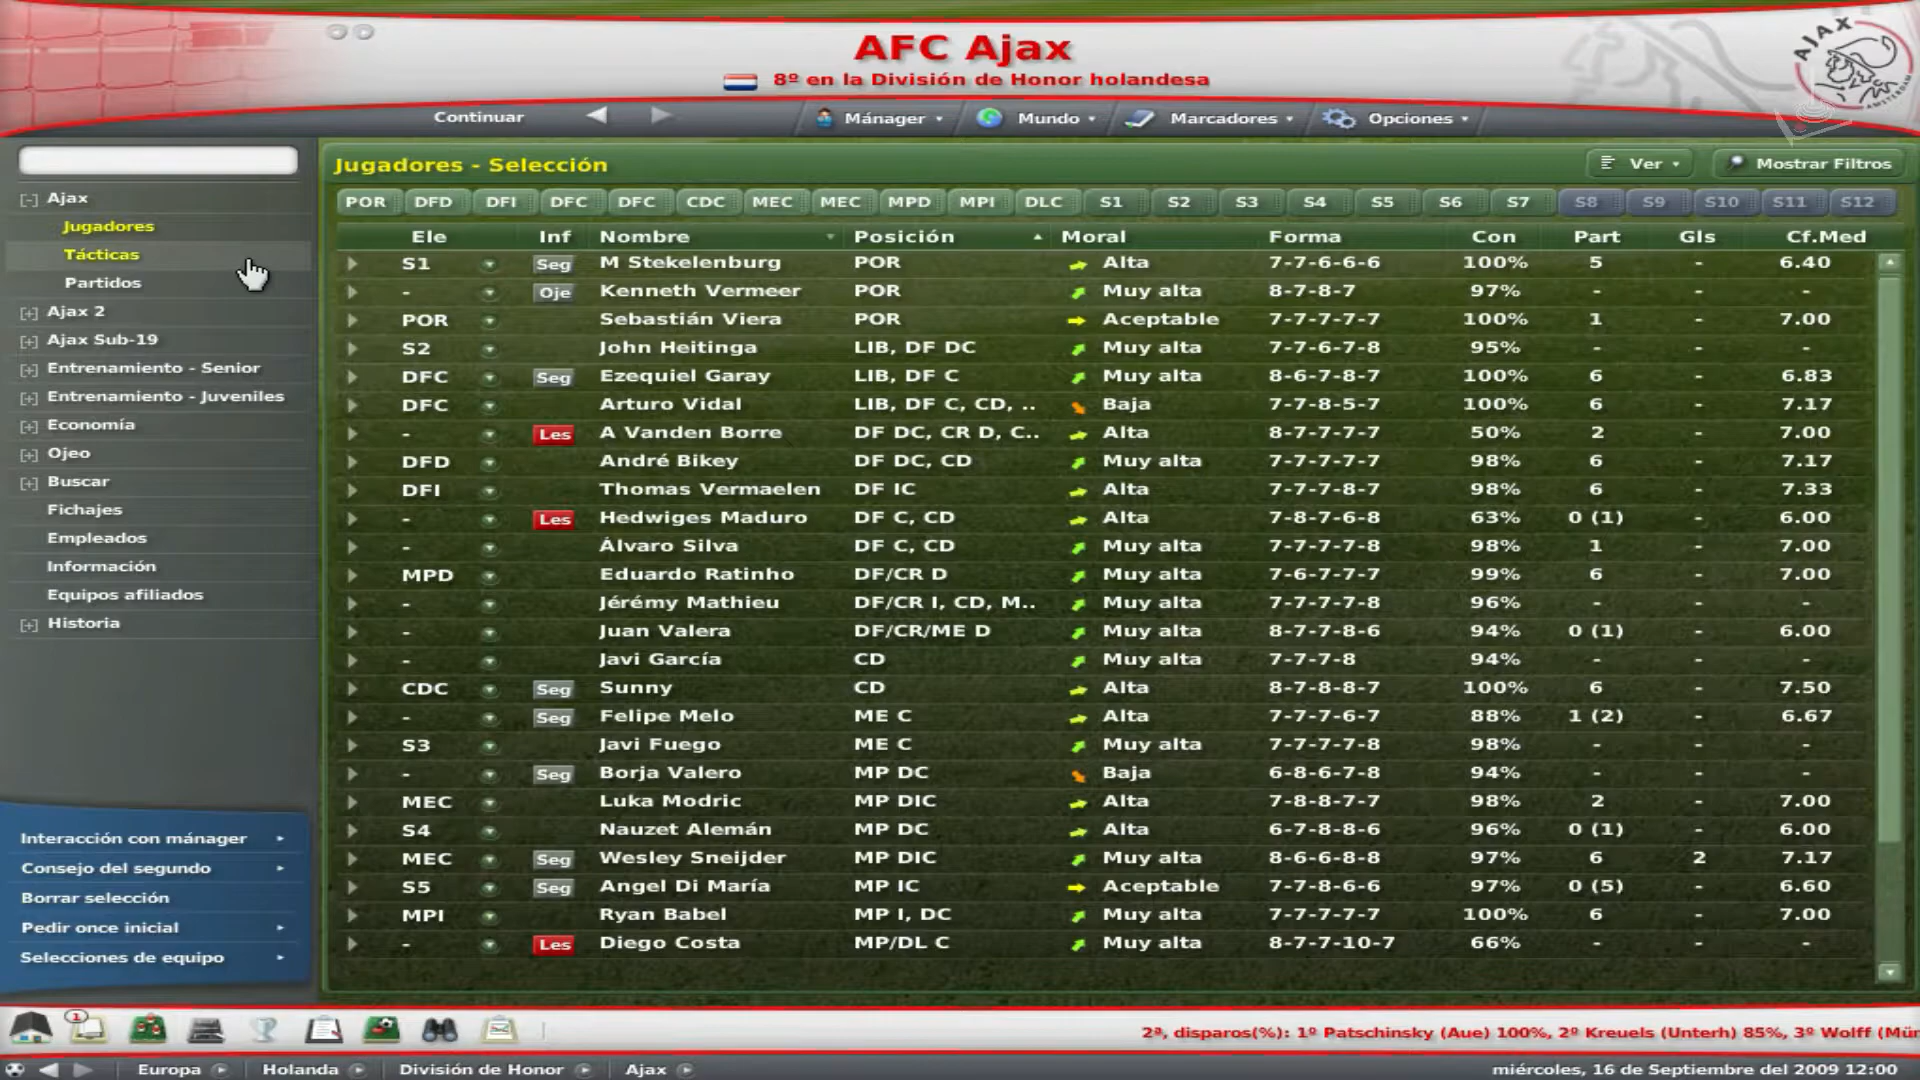 AFC Ajax
8º en la División de Honor holandesa
AJAX AMSTERDAM
Continuar Mánager Mundo Marcadores Opciones
Jugadores - Selección Ver Mostrar Filtros
[-] Ajax
Jugadores
Tácticas
Partidos
[+] Ajax 2
[+] Ajax Sub-19
[+] Entrenamiento - Senior
[+] Entrenamiento - Juveniles
[+] Economía
[+] Ojeo
[+] Buscar
Fichajes
Empleados
Información
Equipos afiliados
[+] Historia
Interacción con mánager
Consejo del segundo
Borrar selección
Pedir once inicial
Selecciones de equipo
POR DFD DFI DFC DFC CDC MEC MEC MPD MPI DLC S1 S2 S3 S4 S5 S6 S7 S8 S9 S10 S11 S12
Ele Inf Nombre Posición Moral Forma Con Part Gls Cf.Med
S1 Seg M Stekelenburg POR Alta 7-7-6-6-6 100% 5 - 6.40
- Oje Kenneth Vermeer POR Muy alta 8-7-8-7 97% - - -
POR Sebastián Viera POR Aceptable 7-7-7-7-7 100% 1 - 7.00
S2 John Heitinga LIB, DF DC Muy alta 7-7-6-7-8 95% - - -
DFC Seg Ezequiel Garay LIB, DF C Muy alta 8-6-7-8-7 100% 6 - 6.83
DFC Arturo Vidal LIB, DF C, CD, .. Baja 7-7-8-5-7 100% 6 - 7.17
- Les A Vanden Borre DF DC, CR D, C.. Alta 8-7-7-7-7 50% 2 - 7.00
DFD André Bikey DF DC, CD Muy alta 7-7-7-7-7 98% 6 - 7.17
DFI Thomas Vermaelen DF IC Alta 7-7-7-8-7 98% 6 - 7.33
- Les Hedwiges Maduro DF C, CD Alta 7-8-7-6-8 63% 0 (1) - 6.00
- Álvaro Silva DF C, CD Muy alta 7-7-7-7-8 98% 1 - 7.00
MPD Eduardo Ratinho DF/CR D Muy alta 7-6-7-7-7 99% 6 - 7.00
- Jérémy Mathieu DF/CR I, CD, M.. Muy alta 7-7-7-7-8 96% - - -
- Juan Valera DF/CR/ME D Muy alta 8-7-7-8-6 94% 0 (1) - 6.00
- Javi García CD Muy alta 7-7-7-8 94% - - -
CDC Seg Sunny CD Alta 8-7-8-8-7 100% 6 - 7.50
- Seg Felipe Melo ME C Alta 7-7-7-6-7 88% 1 (2) - 6.67
S3 Javi Fuego ME C Muy alta 7-7-7-7-8 98% - - -
- Seg Borja Valero MP DC Baja 6-8-6-7-8 94% - - -
MEC Luka Modric MP DIC Alta 7-8-8-7-7 98% 2 - 7.00
S4 Nauzet Alemán MP DC Alta 6-7-8-8-6 96% 0 (1) - 6.00
MEC Seg Wesley Sneijder MP DIC Muy alta 8-6-6-8-8 97% 6 2 7.17
S5 Seg Angel Di María MP IC Aceptable 7-7-8-6-6 97% 0 (5) - 6.60
MPI Ryan Babel MP I, DC Muy alta 7-7-7-7-7 100% 6 - 7.00
- Les Diego Costa MP/DL C Muy alta 8-7-7-10-7 66% - - -
1
2ª, disparos(%): 1º Patschinsky (Aue) 100%, 2º Kreuels (Unterh) 85%, 3º Wolff (Mün
Europa Holanda División de Honor Ajax miércoles, 16 de Septiembre del 2009 12:00